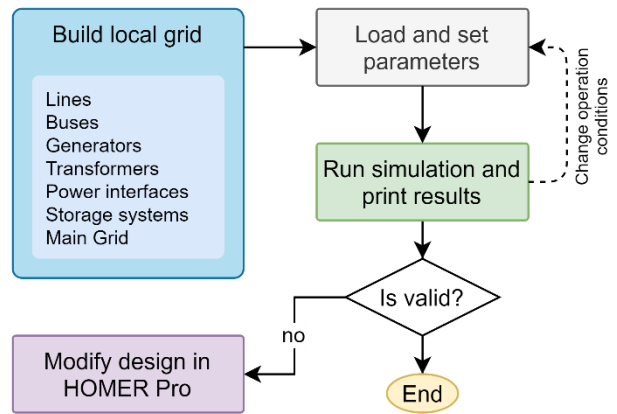 Build local grid
Lines
Buses
Generators
Transformers
Power interfaces
Storage systems
Main Grid
Load and set
parameters
Change operation
conditions
Run simulation and
print results
Is valid?
no
Modify design in
HOMER Pro
End